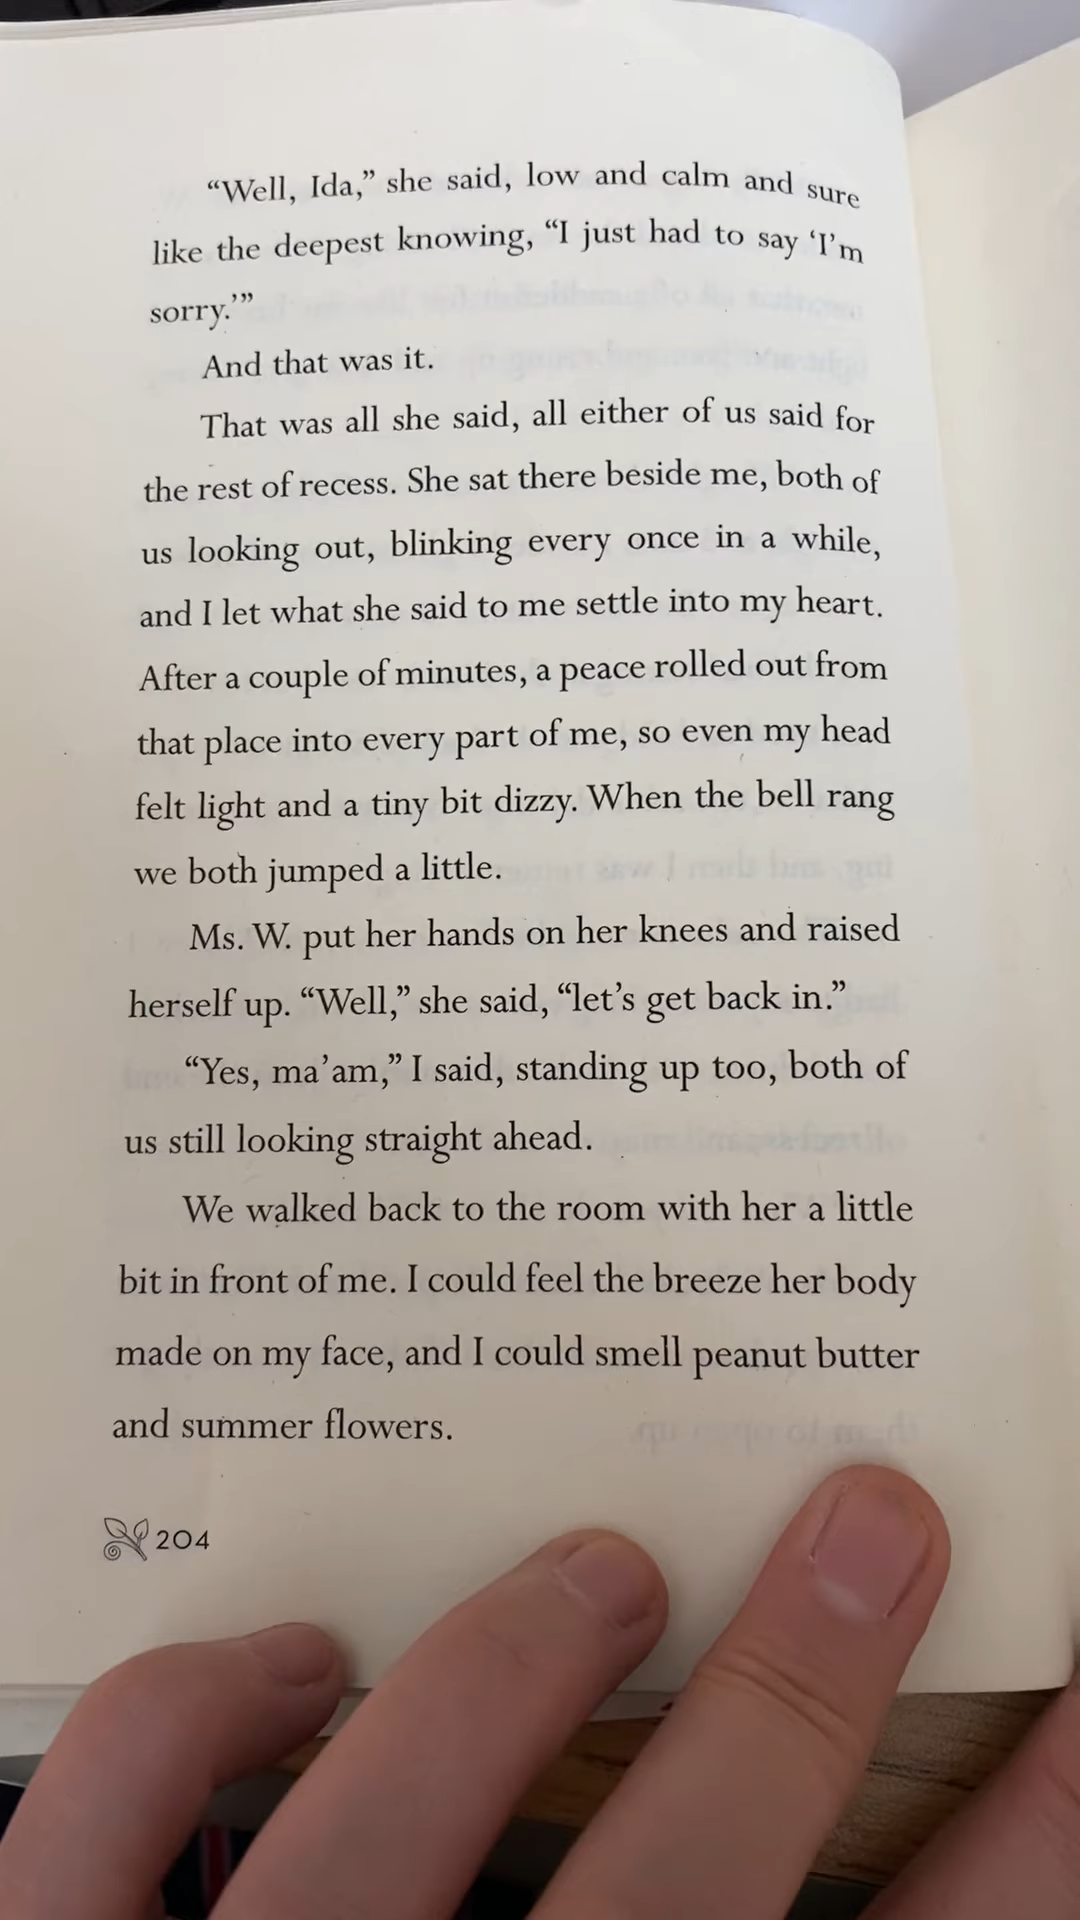 “Well, Ida,” she said, low and calm and sure
like the deepest knowing, “I just had to say ‘I’m
sorry.’”
And that was it.
That was all she said, all either of us said for
the rest of recess. She sat there beside me, both of
us looking out, blinking every once in a while,
and I let what she said to me settle into my heart.
After a couple of minutes, a peace rolled out from
that place into every part of me, so even my head
felt light and a tiny bit dizzy. When the bell rang
we both jumped a little.
Ms. W. put her hands on her knees and raised
herself up. “Well,” she said, “let’s get back in.”
“Yes, ma’am,” I said, standing up too, both of
us still looking straight ahead.
We walked back to the room with her a little
bit in front of me. I could feel the breeze her body
made on my face, and I could smell peanut butter
and summer flowers.
204